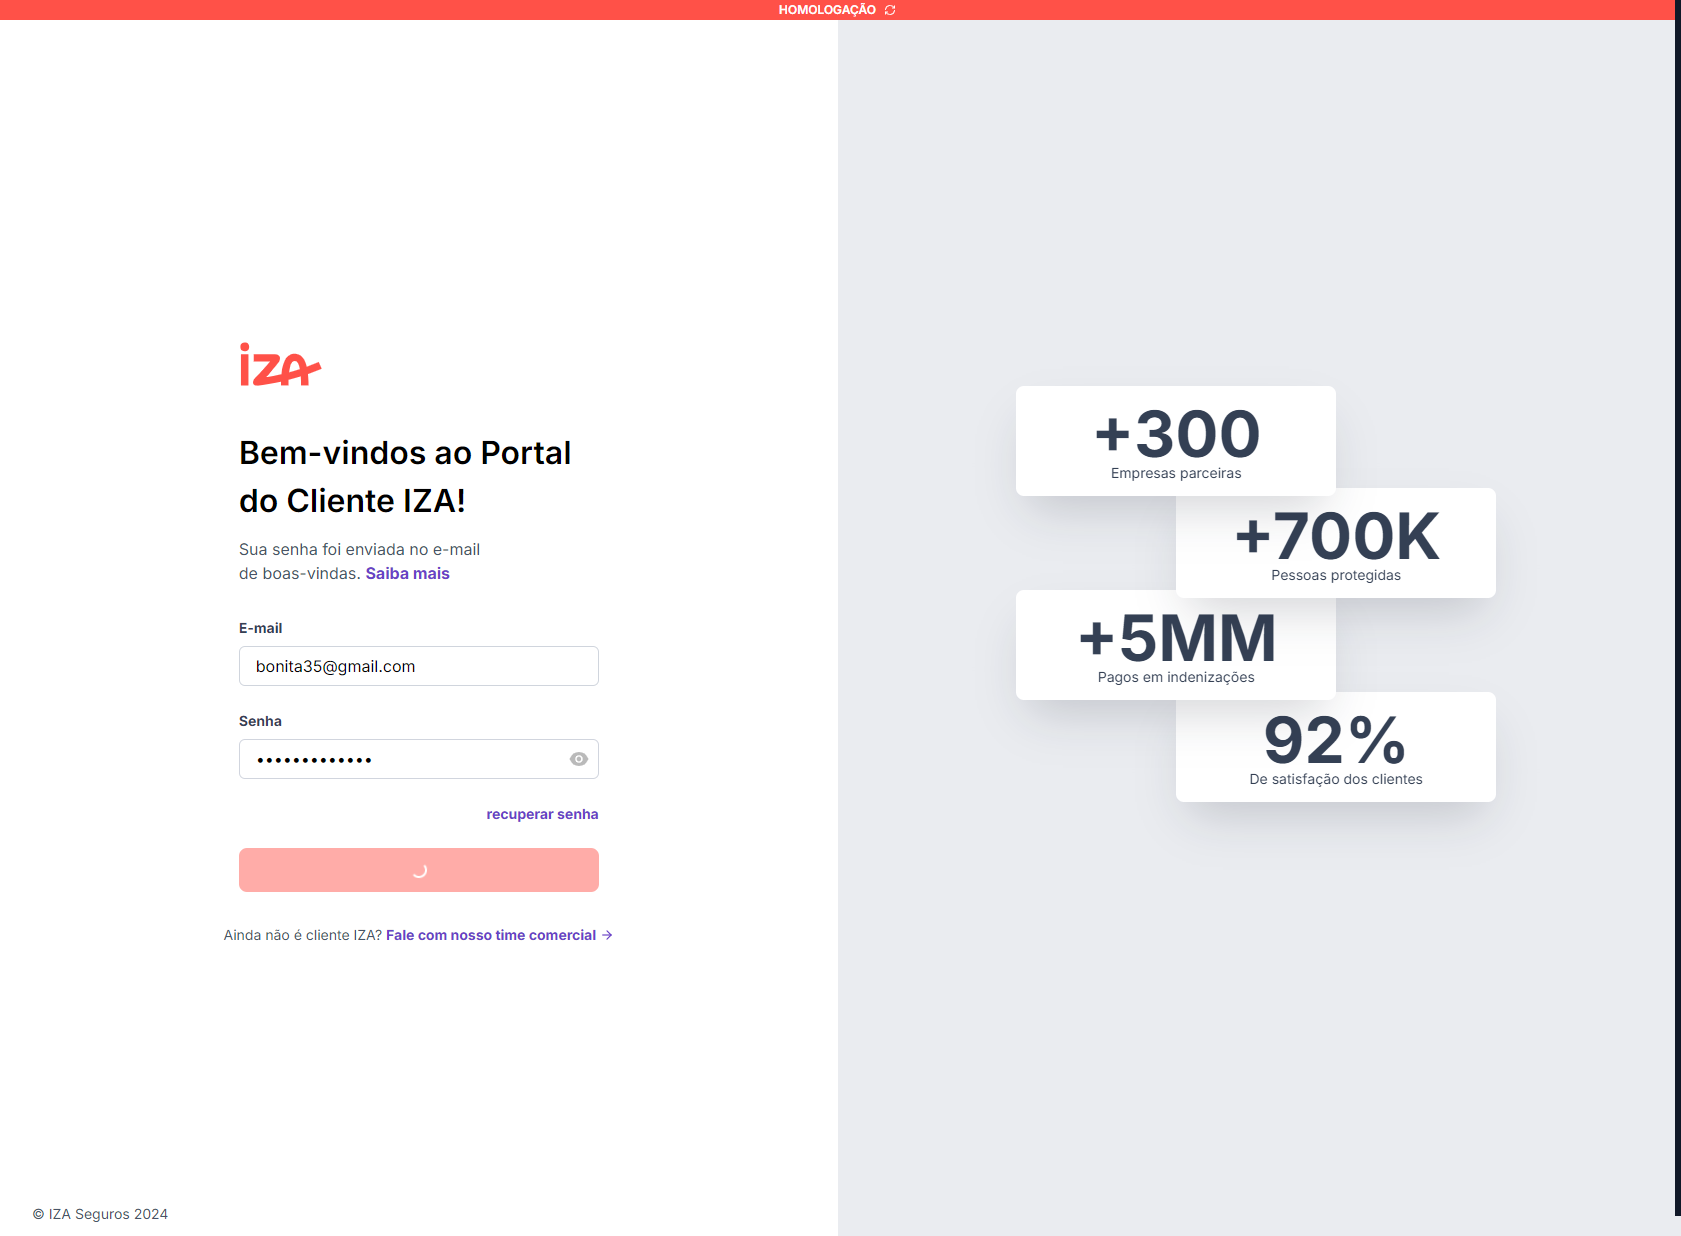 HOMOLOGAÇÃO
iza
Bem-vindos ao Portal
do Cliente IZA!
Sua senha foi enviada no e-mail
de boas-vindas. Saiba mais
E-mail
bonita35@gmail.com
Senha
•••••••••••••
recuperar senha
Ainda não é cliente IZA? Fale com nosso time comercial →
© IZA Seguros 2024
+300
Empresas parceiras
+700K
Pessoas protegidas
+5MM
Pagos em indenizações
92%
De satisfação dos clientes